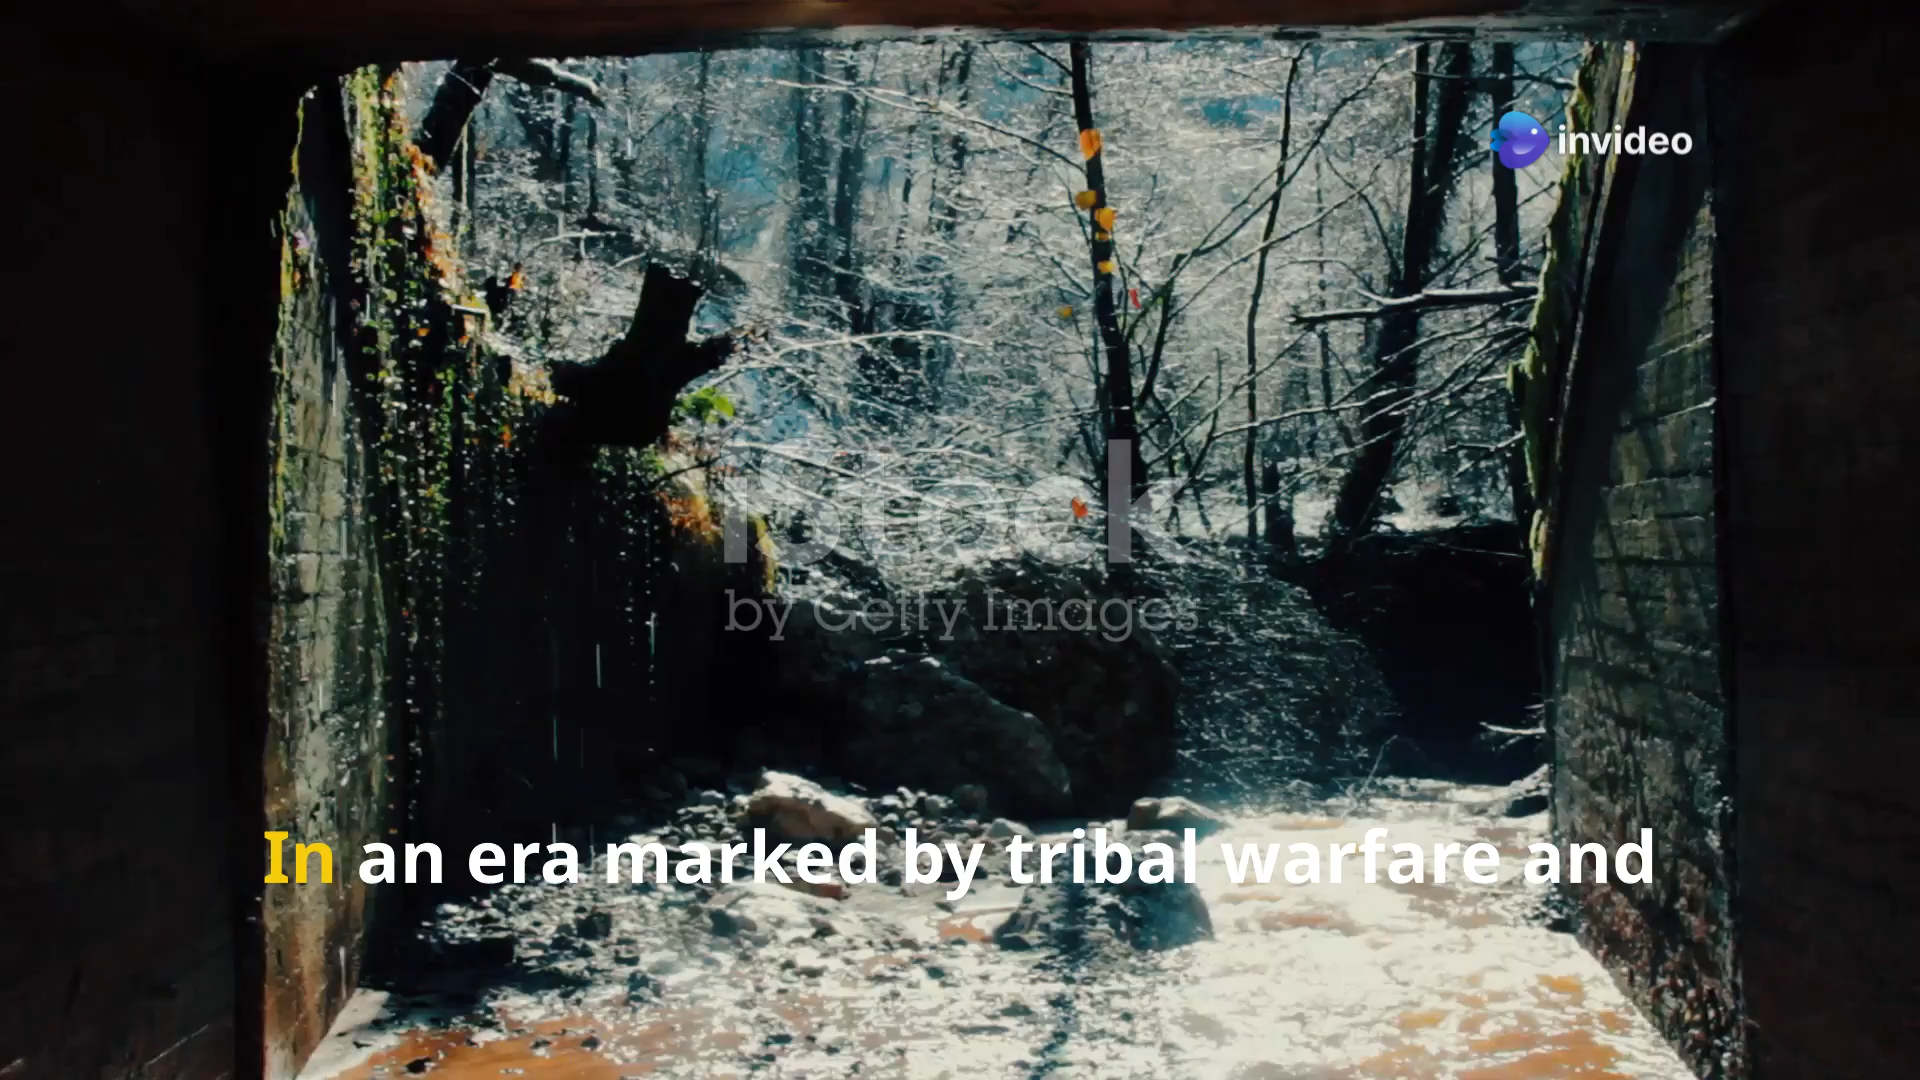 invideo
iStock
by Getty Images
In an era marked by tribal warfare and